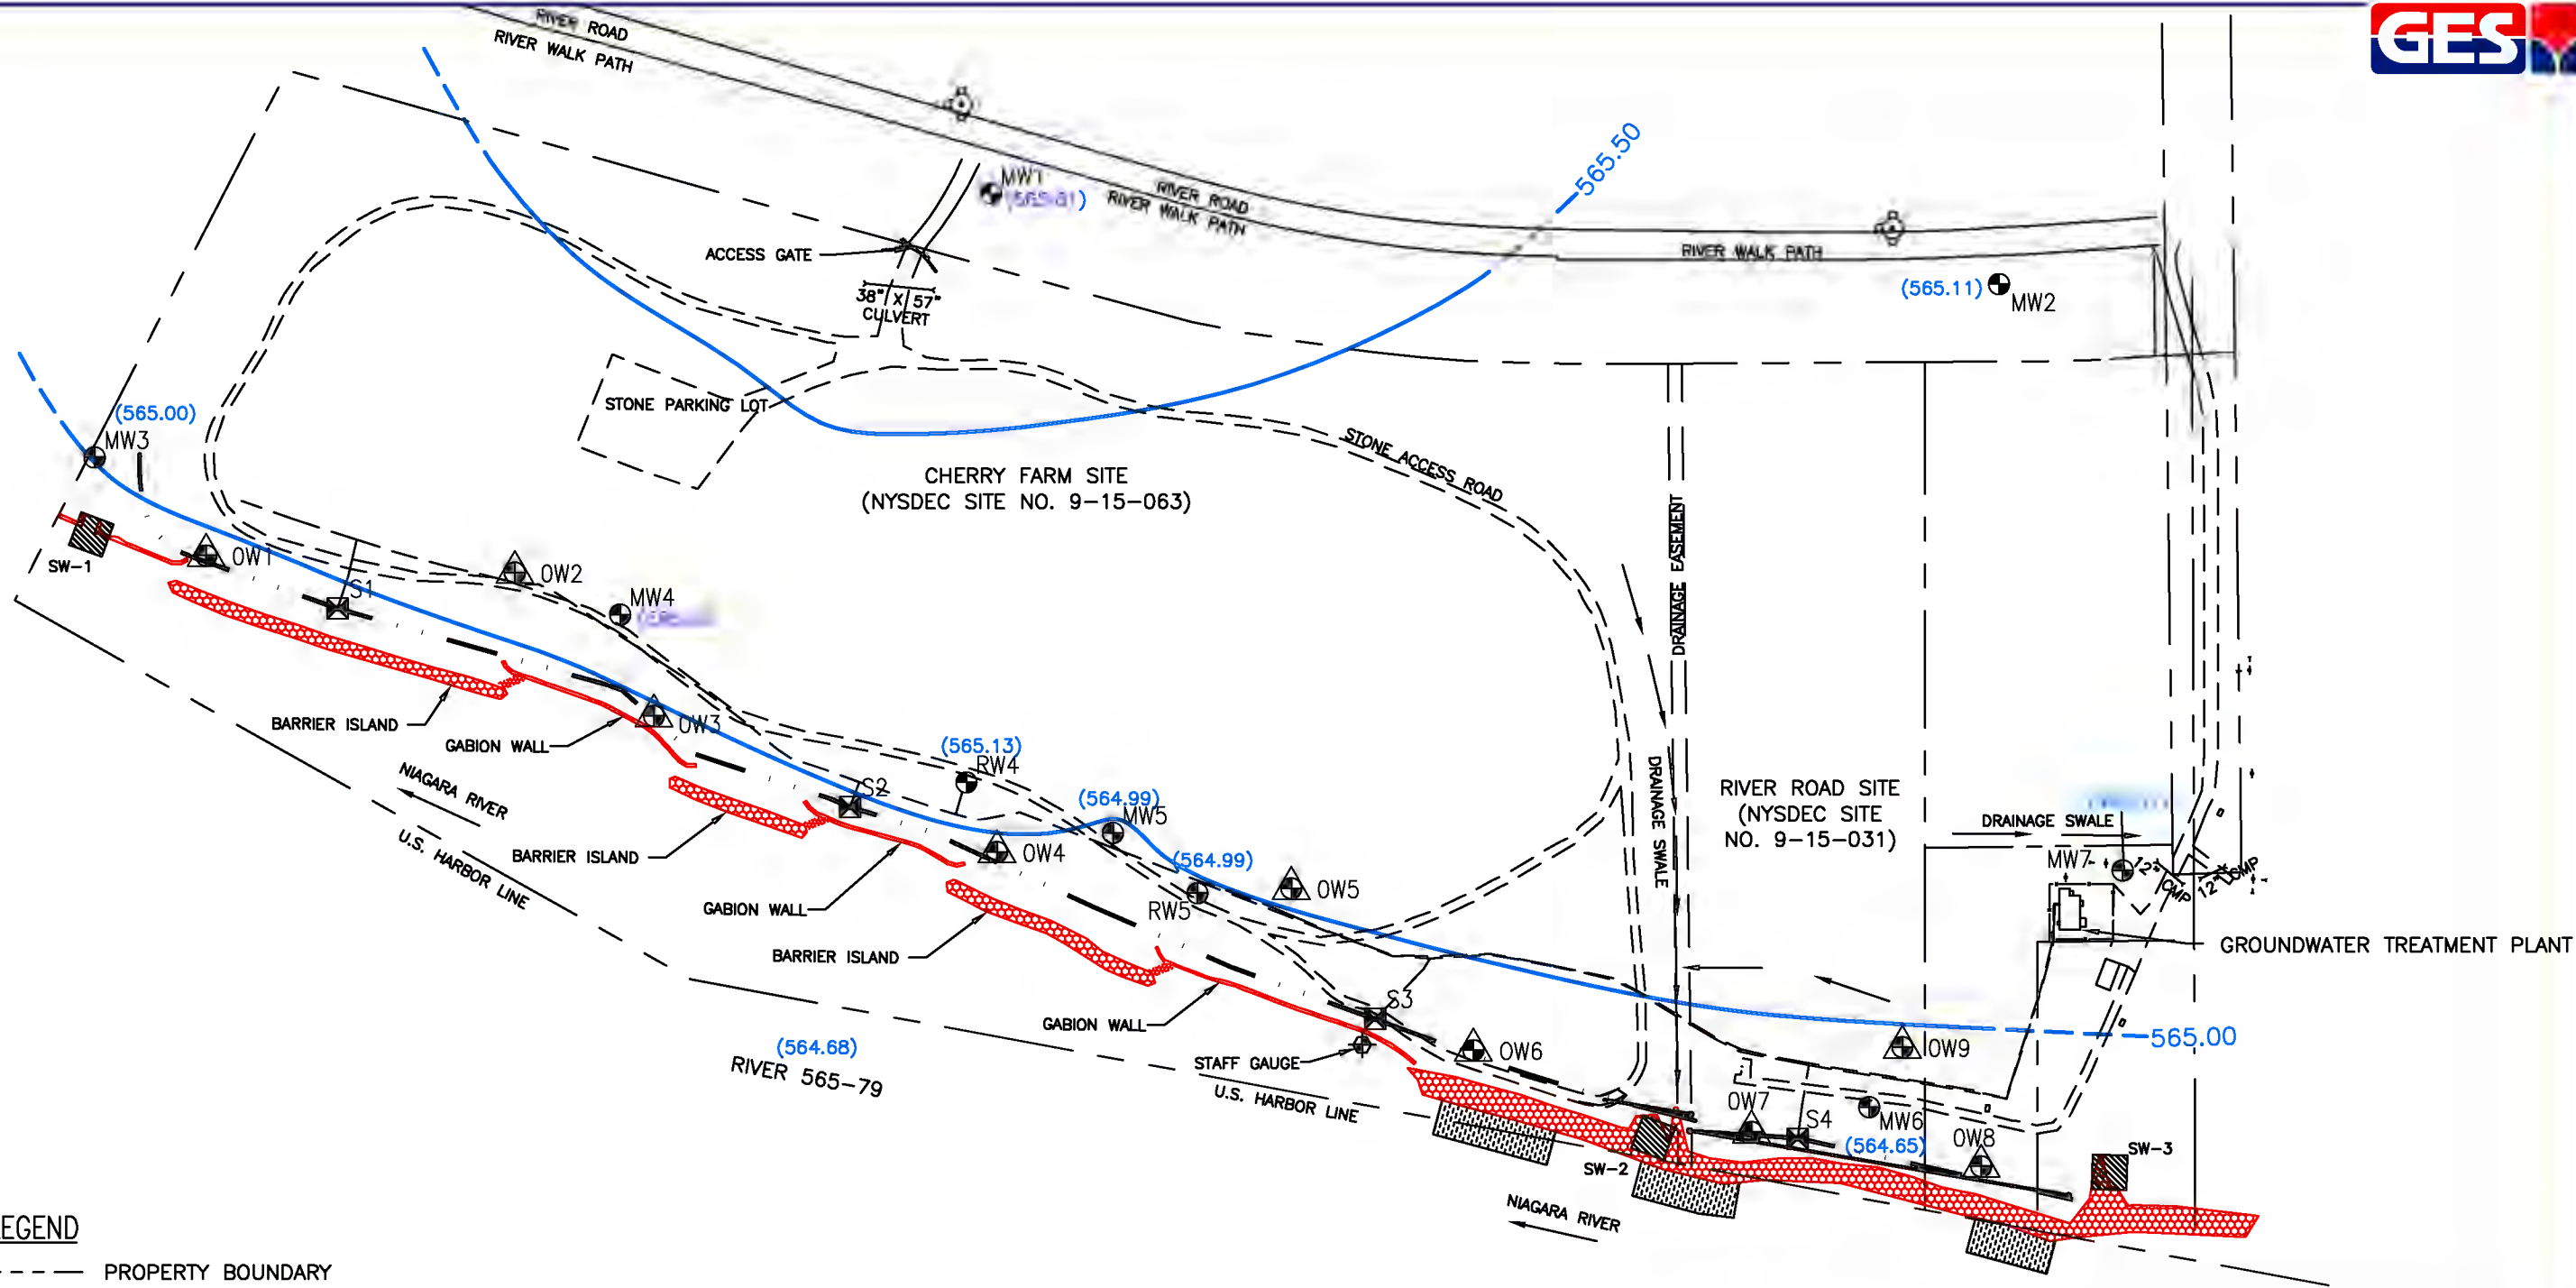 GES
RIVER ROAD
RIVER WALK PATH
565.50
MW1
RIVER ROAD
RIVER WALK PATH
RIVER WALK PATH
ACCESS GATE
38" X 57"
CULVERT
(565.11)
MW2
(565.00)
MW3
STONE PARKING LOT
STONE ACCESS ROAD
CHERRY FARM SITE
(NYSDEC SITE NO. 9-15-063)
DRAINAGE EASEMENT
SW-1
OW1
S1
OW2
MW4
BARRIER ISLAND
GABION WALL
OW3
NIAGARA RIVER
U.S. HARBOR LINE
S2
(565.13)
RW4
(564.99)
MW5
(564.99)
RW5
OW4
OW5
BARRIER ISLAND
GABION WALL
BARRIER ISLAND
GABION WALL
DRAINAGE SWALE
RIVER ROAD SITE
(NYSDEC SITE
NO. 9-15-031)
DRAINAGE SWALE
MW7
12" CMP
12" CMP
GROUNDWATER TREATMENT PLANT
S3
STAFF GAUGE
OW6
OW9
565.00
(564.68)
RIVER 565-79
U.S. HARBOR LINE
OW7
S4
MW6
(564.65)
OW8
SW-2
SW-3
NIAGARA RIVER
EGEND
PROPERTY BOUNDARY